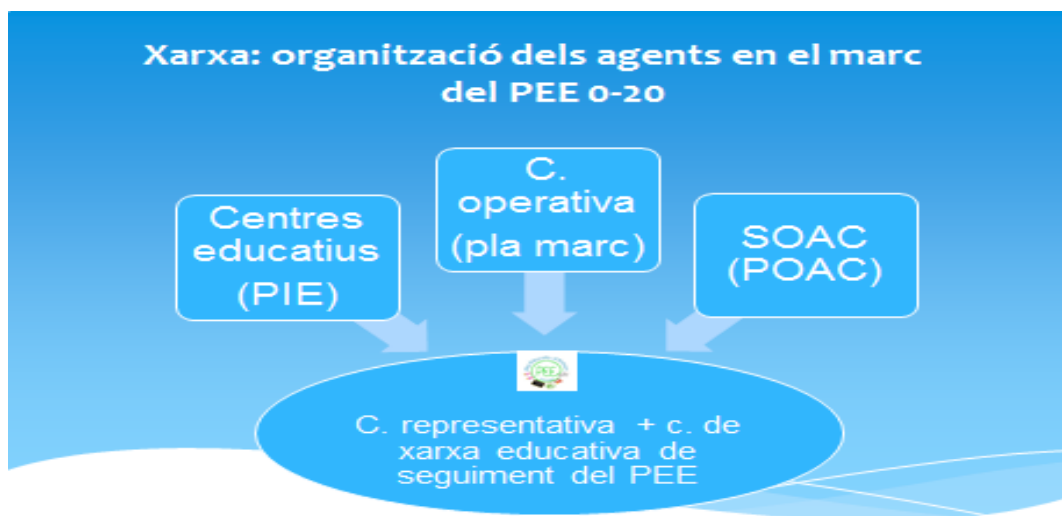 Xarxa: organització dels agents en el marc
del PEE 0-20
Centres
educatius
(PIE)
C.
operativa
(pla marc)
SOAC
(POAC)
PEE
C. representativa + c. de
xarxa educativa de
seguiment del PEE